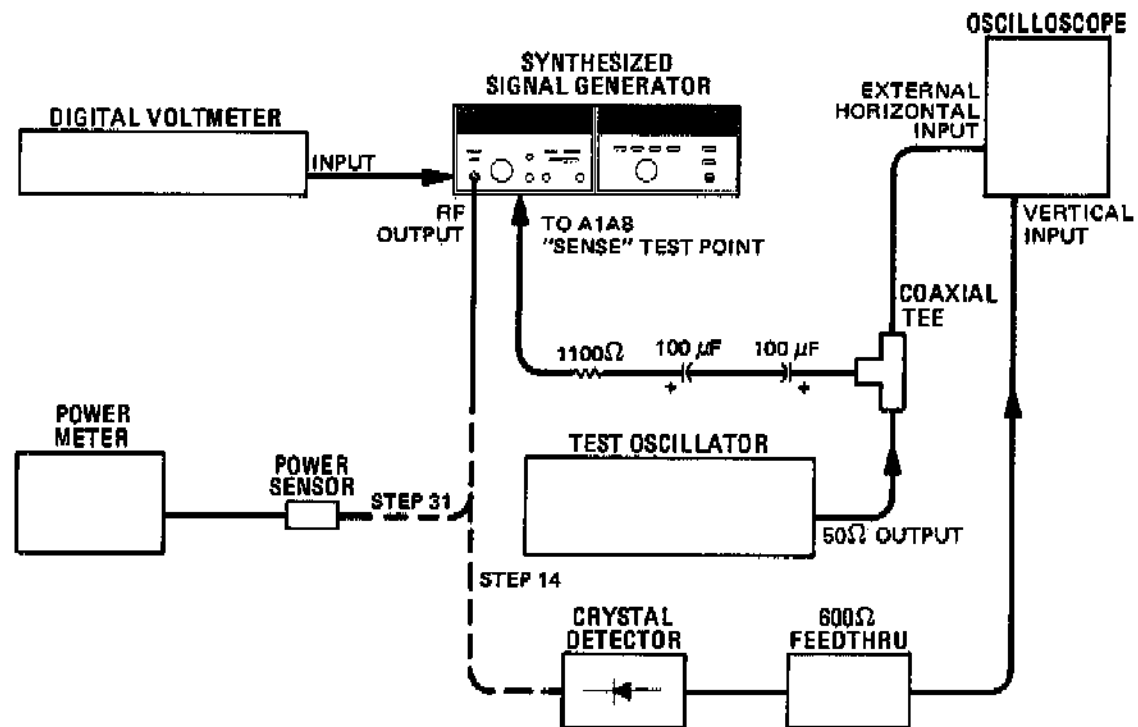 OSCILLOSCOPE
SYNTHESIZED
SIGNAL GENERATOR
EXTERNAL
HORIZONTAL
INPUT
DIGITAL VOLTMETER
INPUT
RF
OUTPUT
TO A1A8
"SENSE" TEST POINT
VERTICAL
INPUT
COAXIAL
TEE
1100Ω
100 μF
+
100 μF
+
POWER
METER
POWER
SENSOR
STEP 31
TEST OSCILLATOR
50Ω OUTPUT
STEP 14
CRYSTAL
DETECTOR
600Ω
FEEDTHRU